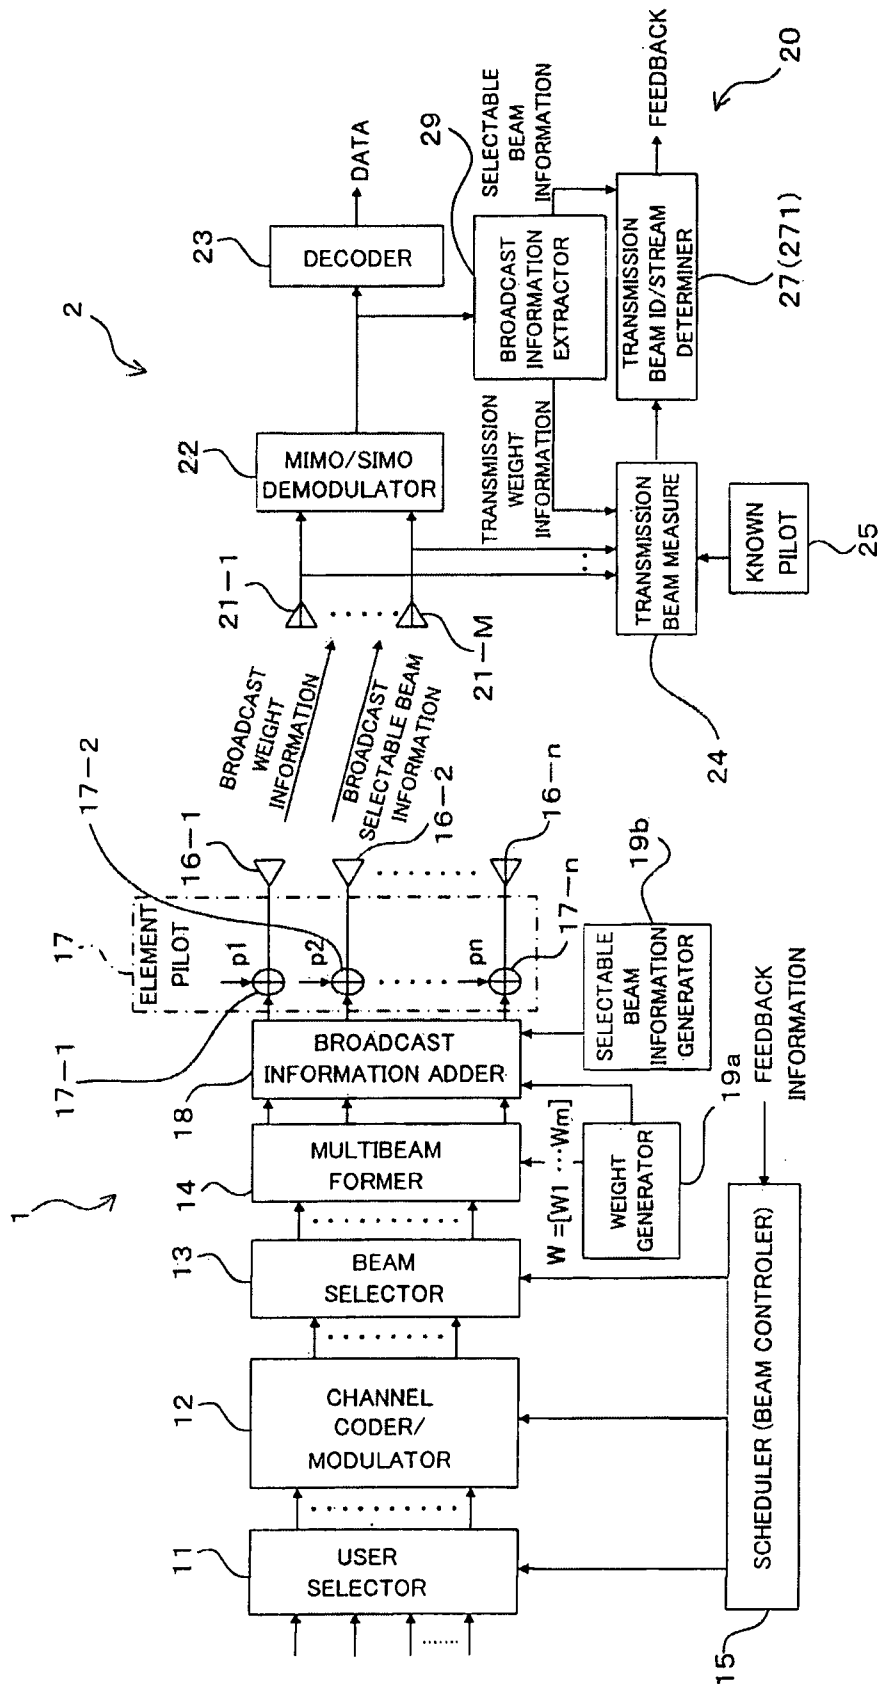 1
11
USER
SELECTOR
12
CHANNEL
CODER/
MODULATOR
13
BEAM
SELECTOR
14
MULTIBEAM
FORMER
18
BROADCAST
INFORMATION ADDER
W =[W1 ···Wm]
WEIGHT
GENERATOR
19a
SELECTABLE
BEAM
INFORMATION
GENERATOR
19b
15
SCHEDULER (BEAM CONTROLER)
FEEDBACK
INFORMATION
17
ELEMENT
PILOT
p1
p2
pn
17-1
17-2
17-n
16-1
16-2
16-n
BROADCAST
WEIGHT
INFORMATION
BROADCAST
SELECTABLE BEAM
INFORMATION
2
21-1
21-M
22
MIMO/SIMO
DEMODULATOR
23
DECODER
DATA
TRANSMISSION
WEIGHT
INFORMATION
BROADCAST
INFORMATION
EXTRACTOR
29
SELECTABLE
BEAM
INFORMATION
TRANSMISSION
BEAM MEASURE
24
KNOWN
PILOT
25
TRANSMISSION
BEAM ID/STREAM
DETERMINER
27(271)
FEEDBACK
20